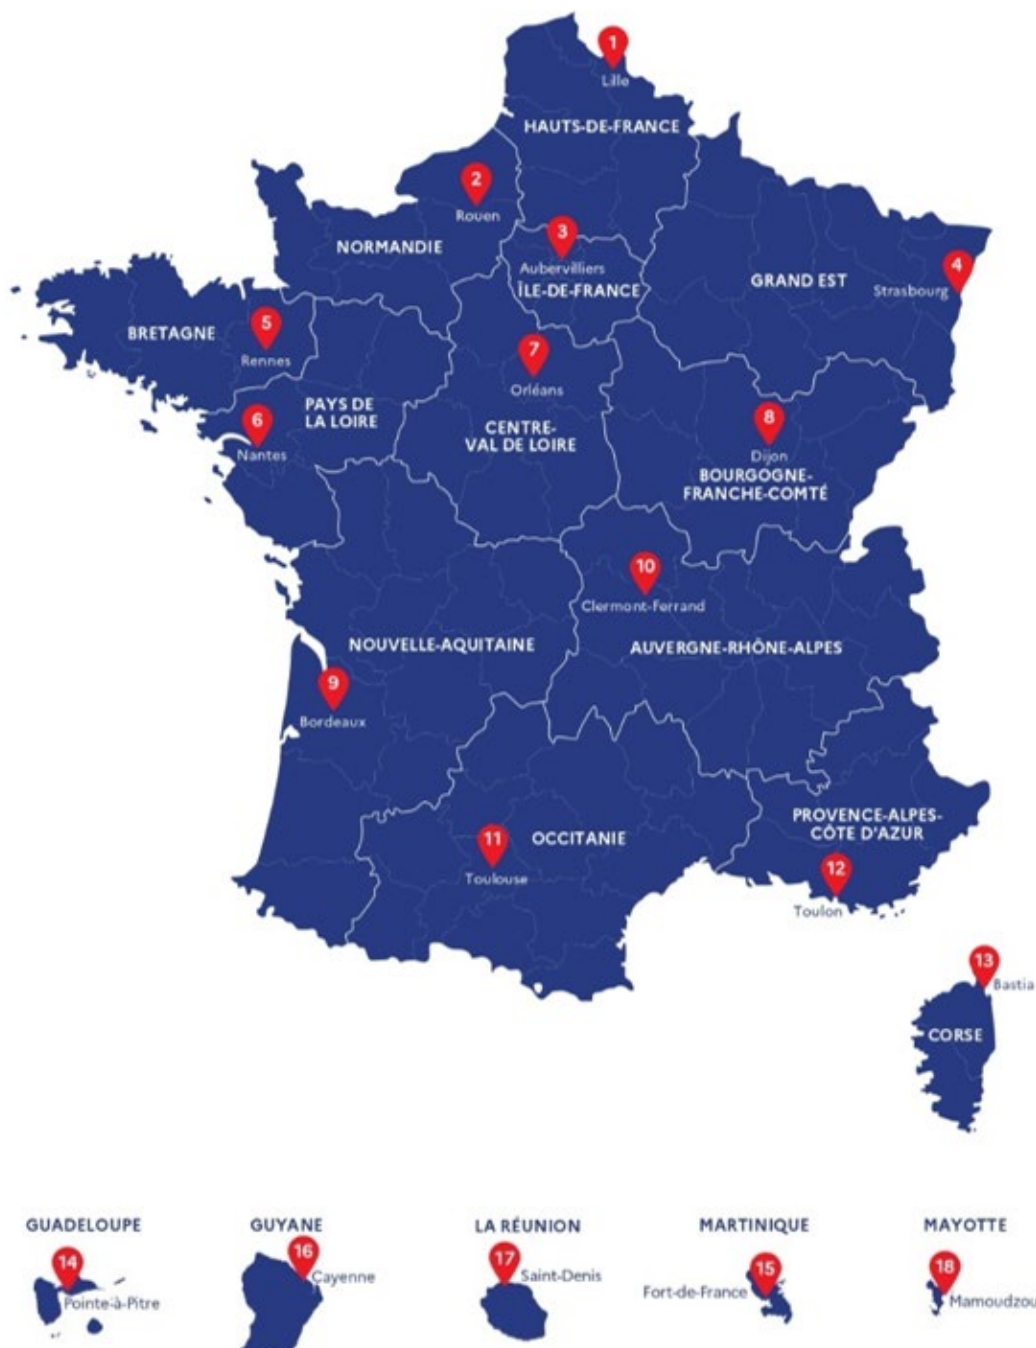 1
Lille
HAUTS-DE-FRANCE
2
Rouen
3
Aubervilliers
ÎLE-DE-FRANCE
NORMANDIE
GRAND EST
4
Strasbourg
BRETAGNE
5
Rennes
7
Orléans
PAYS DE
LA LOIRE
6
Nantes
CENTRE-
VAL DE LOIRE
8
Dijon
BOURGOGNE-
FRANCHE-COMTÉ
10
Clermont-Ferrand
NOUVELLE-AQUITAINE
AUVERGNE-RHÔNE-ALPES
9
Bordeaux
PROVENCE-ALPES-
CÔTE D'AZUR
11
Toulouse
OCCITANIE
12
Toulon
13
Bastia
CORSE
GUADELOUPE
14
Pointe-à-Pitre
GUYANE
16
Cayenne
LA RÉUNION
17
Saint-Denis
MARTINIQUE
15
Fort-de-France
MAYOTTE
18
Mamoudzou